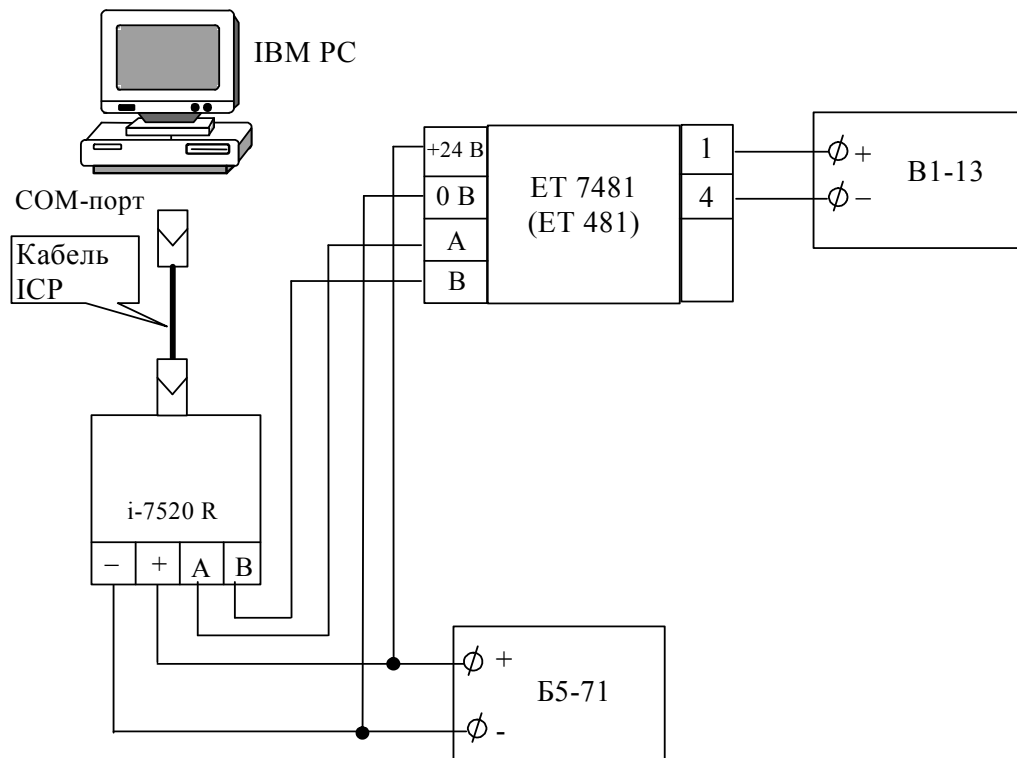 IBM PC
COM-порт
Кабель
ICP
+24 В
0 В
А
В
ЕТ 7481
(ЕТ 481)
1
4
+
–
В1-13
i-7520 R
–
+
А
В
+
-
Б5-71